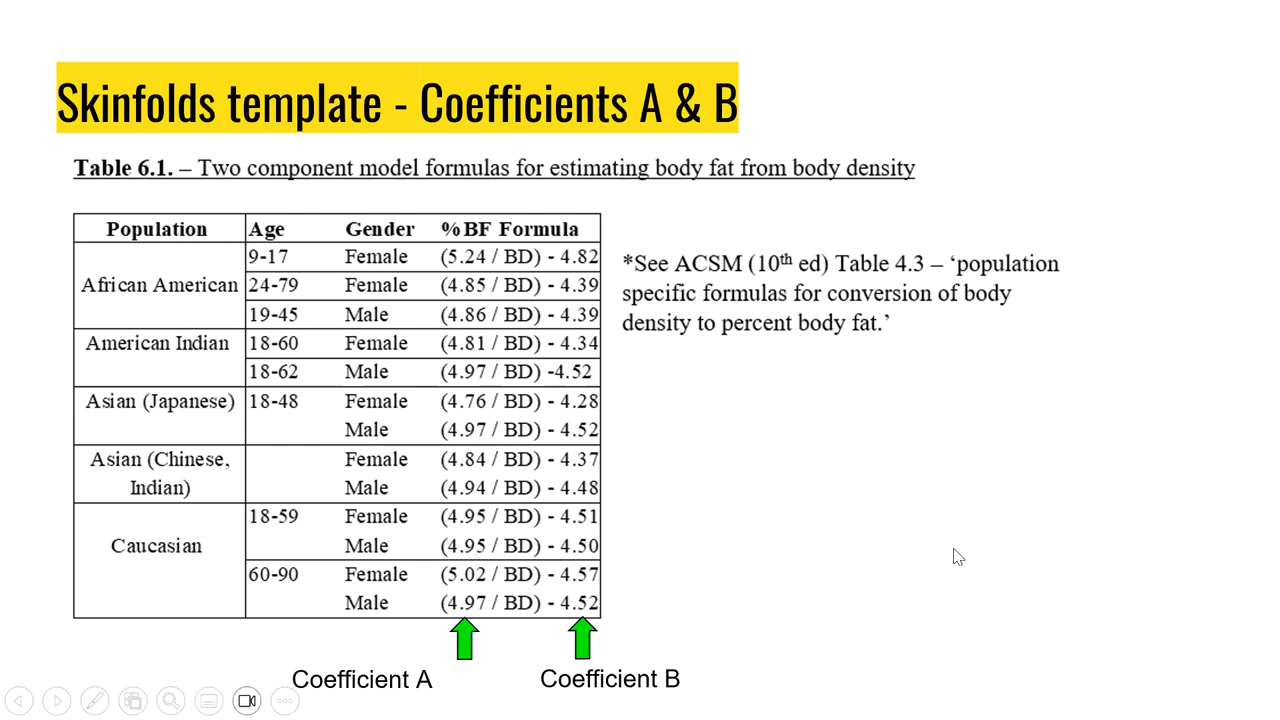 Skinfolds template - Coefficients A & B
Table 6.1. – Two component model formulas for estimating body fat from body density
Population Age Gender %BF Formula
African American
9-17 Female (5.24 / BD) - 4.82
24-79 Female (4.85 / BD) - 4.39
19-45 Male (4.86 / BD) - 4.39
American Indian
18-60 Female (4.81 / BD) - 4.34
18-62 Male (4.97 / BD) -4.52
Asian (Japanese)
18-48 Female (4.76 / BD) - 4.28
Male (4.97 / BD) - 4.52
Asian (Chinese,
Indian)
Female (4.84 / BD) - 4.37
Male (4.94 / BD) - 4.48
Caucasian
18-59 Female (4.95 / BD) - 4.51
Male (4.95 / BD) - 4.50
60-90 Female (5.02 / BD) - 4.57
Male (4.97 / BD) - 4.52
*See ACSM (10th ed) Table 4.3 – ‘population
specific formulas for conversion of body
density to percent body fat.’
Coefficient A
Coefficient B